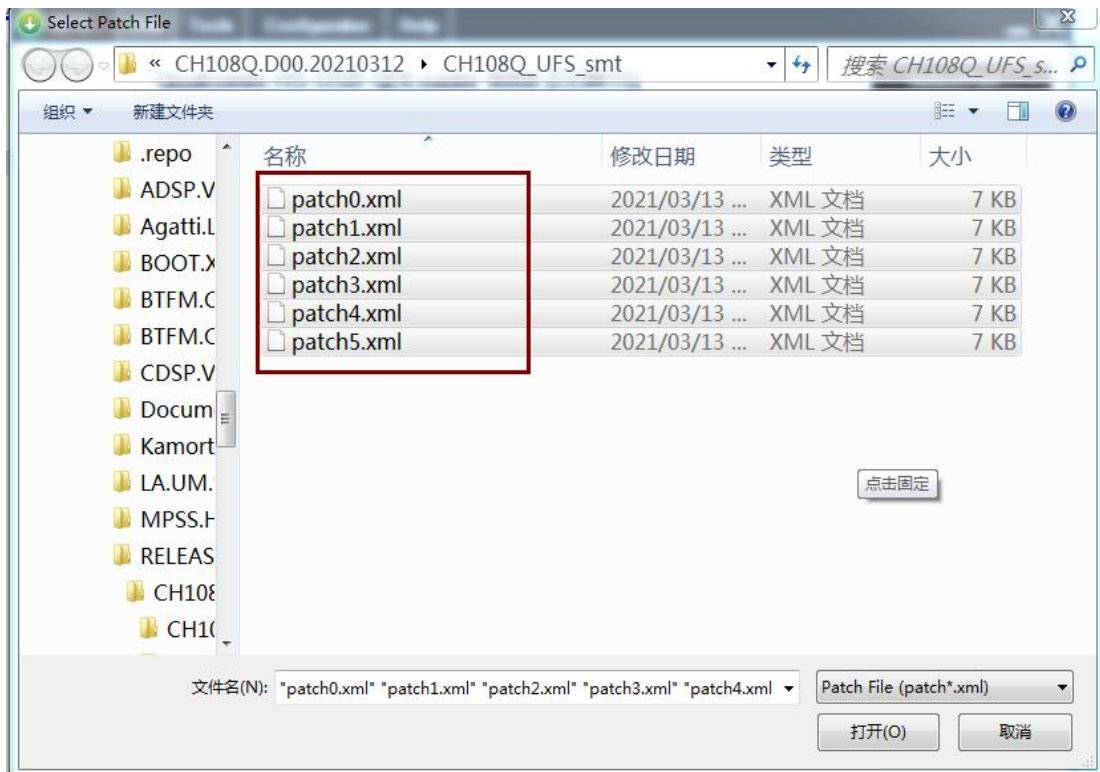 Select Patch File
« CH108Q.D00.20210312 CH108Q_UFS_smt 搜索 CH108Q_UFS_s...
组织 新建文件夹
名称 修改日期 类型 大小
.repo
ADSP.V
Agatti.L
BOOT.X
BTFM.C
BTFM.C
CDSP.V
Docum
Kamort
LA.UM.
MPSS.H
RELEAS
CH108
CH10
patch0.xml 2021/03/13 ... XML 文档 7 KB
patch1.xml 2021/03/13 ... XML 文档 7 KB
patch2.xml 2021/03/13 ... XML 文档 7 KB
patch3.xml 2021/03/13 ... XML 文档 7 KB
patch4.xml 2021/03/13 ... XML 文档 7 KB
patch5.xml 2021/03/13 ... XML 文档 7 KB
点击固定
文件名(N): "patch0.xml" "patch1.xml" "patch2.xml" "patch3.xml" "patch4.xml Patch File (patch*.xml)
打开(O) 取消